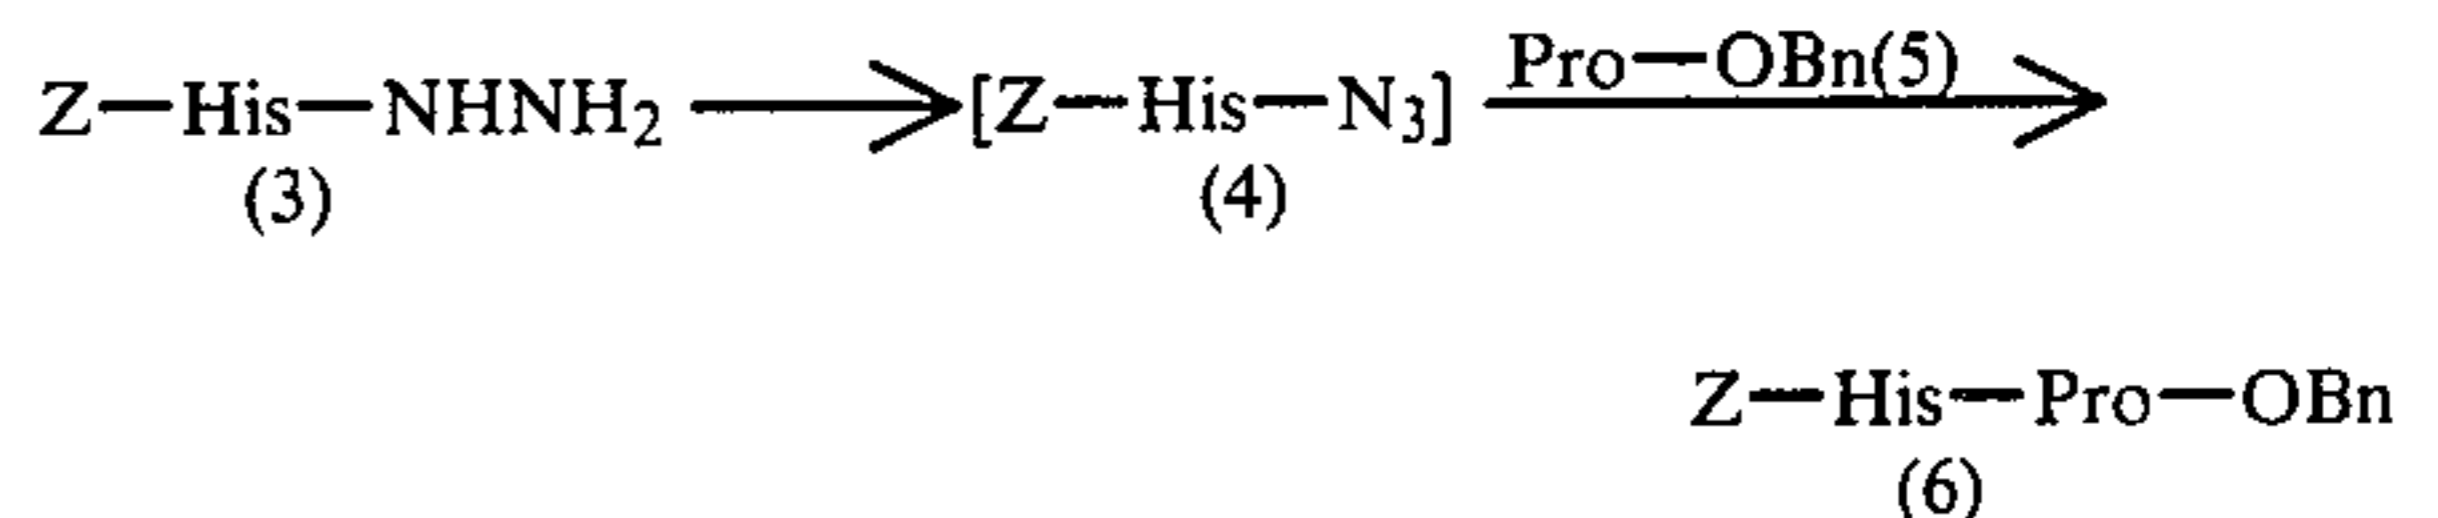 Pro—OBn(5)
Z—His—NHNH₂ ⟶ [Z—His—N₃] ⟶
(3) (4)
Z—His—Pro—OBn
(6)